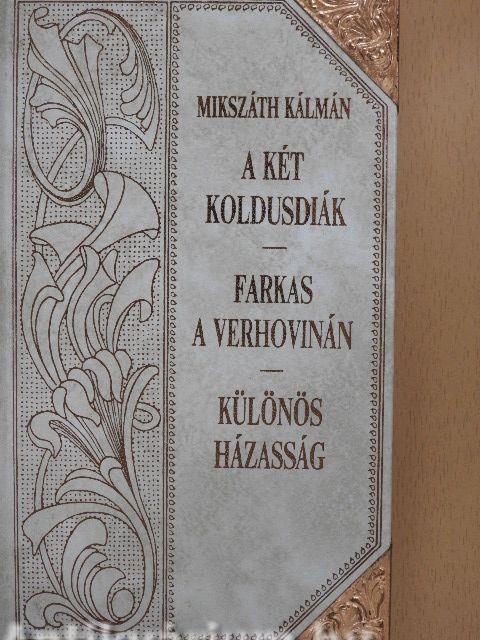 MIKSZÁTH KÁLMÁN
A KÉT
KOLDUSDIÁK
FARKAS
A VERHOVINÁN
KÜLÖNÖS
HÁZASSÁG